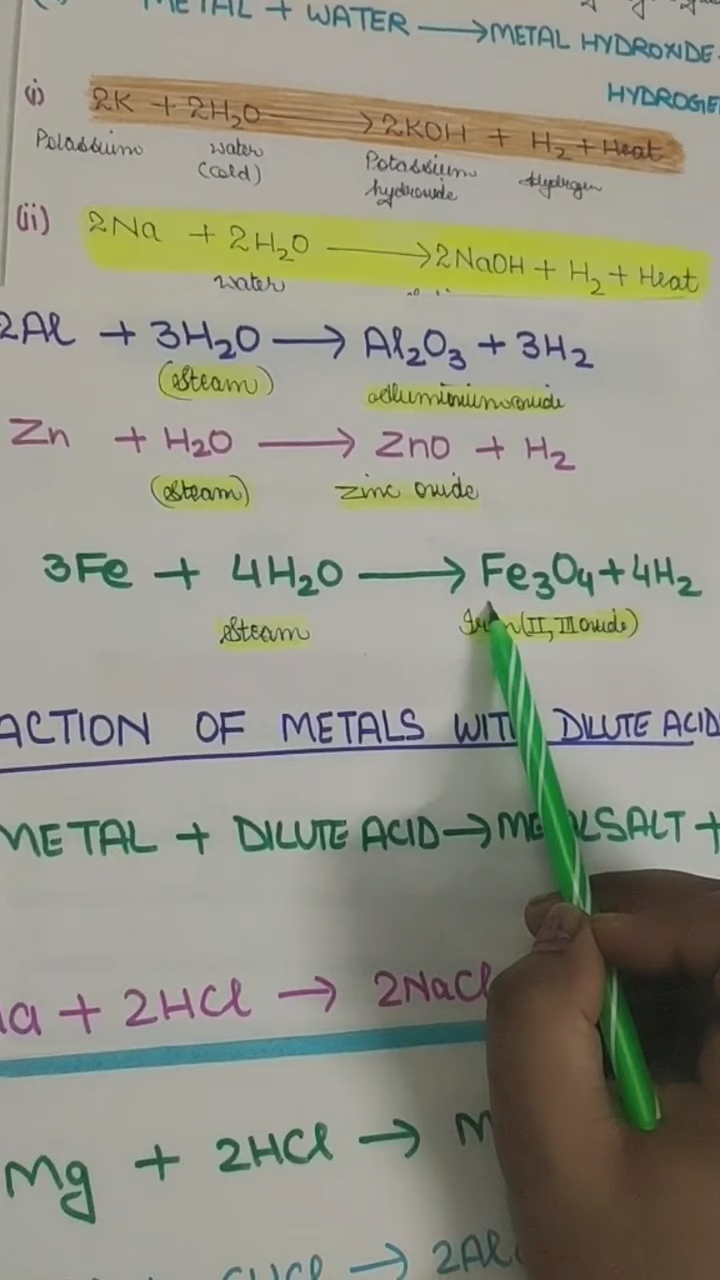 METAL + WATER → METAL HYDROXIDE
HYDROGE
(i) 2K + 2H₂O → 2KOH + H₂ + Heat
Potassium water (cold) Potassium hydroxide Hydrogen
(ii) 2Na + 2H₂O → 2NaOH + H₂ + Heat
water
2Al + 3H₂O → Al₂O₃ + 3H₂
(Steam)
Zn + H₂O → ZnO + H₂
(Steam) Zinc oxide
3Fe + 4H₂O → Fe₃O₄ + 4H₂
Steam (II, III oxide)
ACTION OF METALS WIT DILUTE ACID
METAL + DILUTE ACID → ME L SALT +
a + 2HCl → 2NaCl
Mg + 2HCl → M
HCl → 2Al